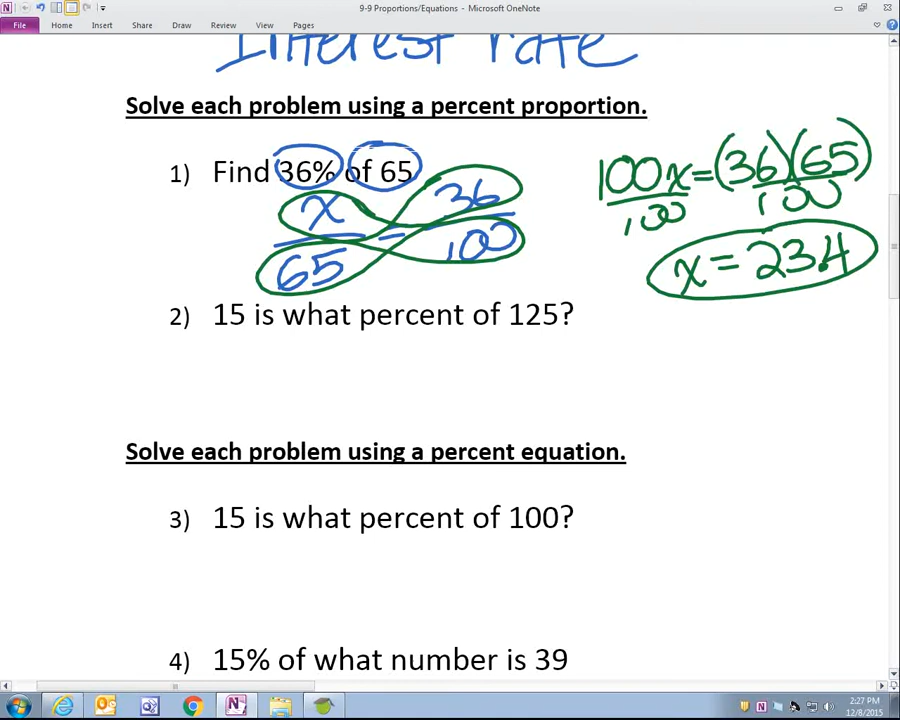 9-9 Proportions/Equations - Microsoft OneNote
File Home Insert Share Draw Review View Pages
Interest rate
Solve each problem using a percent proportion.
1) Find 36% of 65
x/65 = 36/100
100x/100 = (36)(65)/100
x = 23.4
2) 15 is what percent of 125?
Solve each problem using a percent equation.
3) 15 is what percent of 100?
4) 15% of what number is 39
2:27 PM
12/8/2015